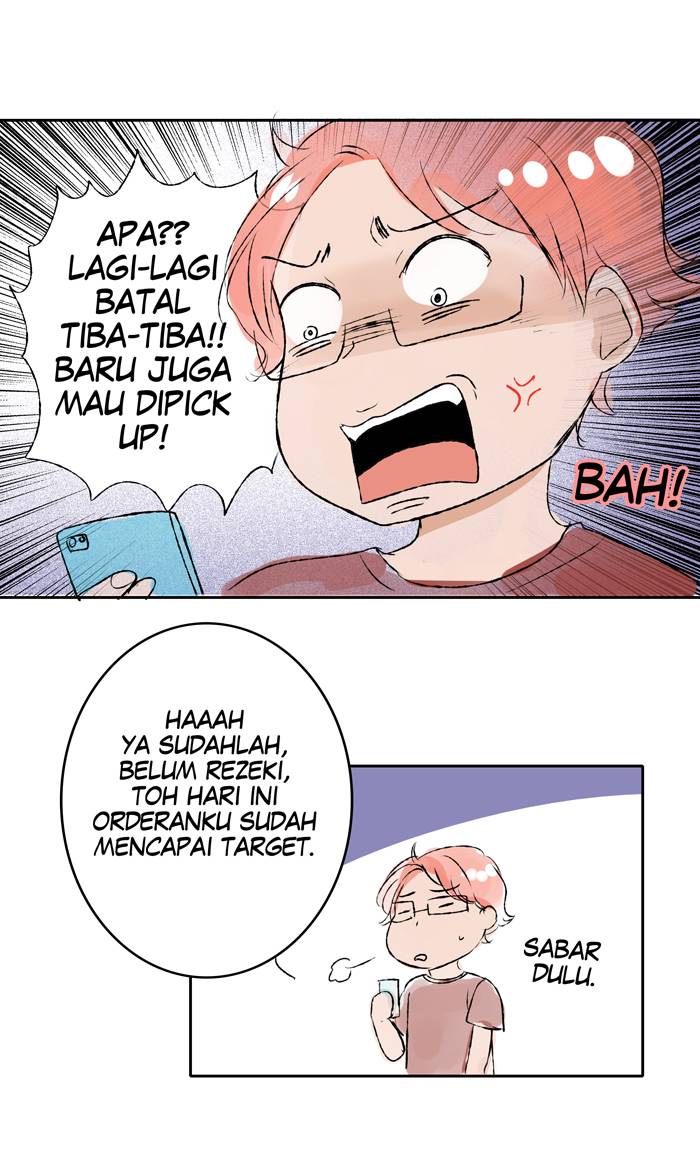 APA??
LAGI-LAGI
BATAL
TIBA-TIBA!!
BARU JUGA
MAU DIPICK
UP!
BAH!
HAAAH
YA SUDAHLAH,
BELUM REZEKI,
TOH HARI INI
ORDERANKU SUDAH
MENCAPAI TARGET.
SABAR
DULU.